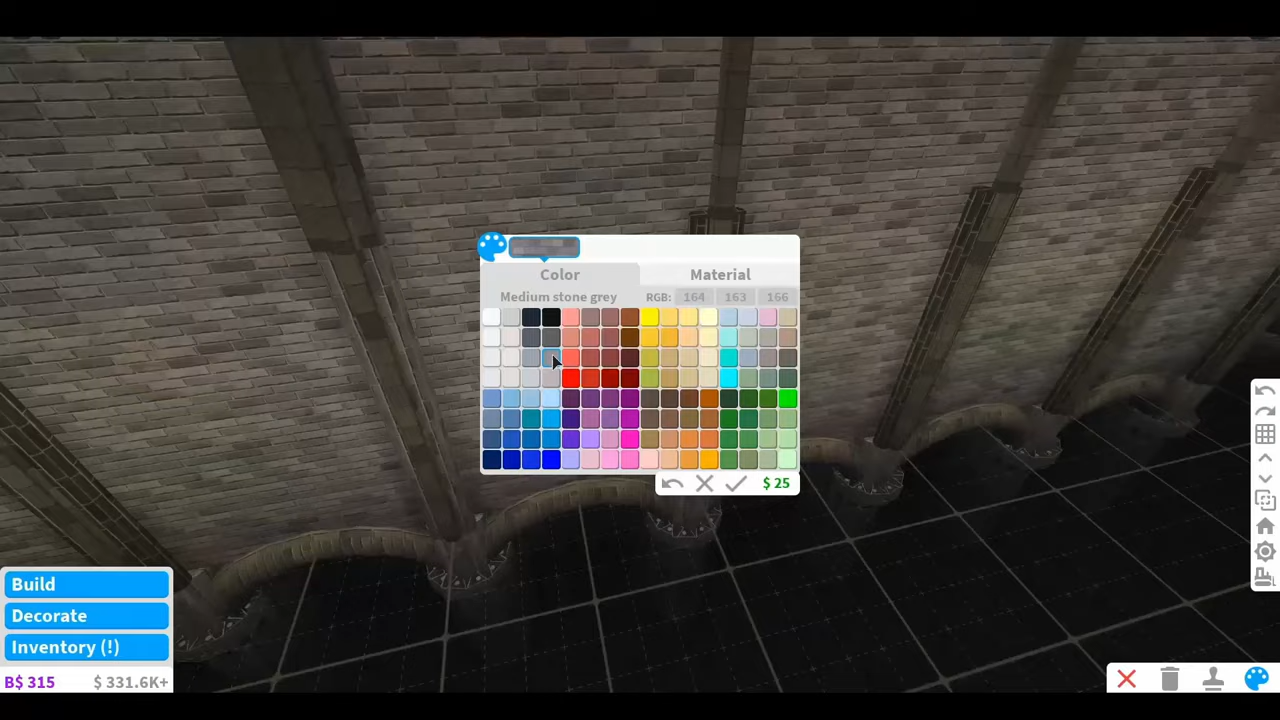 Color
Material
Medium stone grey
RGB: 164 163 166
$ 25
Build
Decorate
Inventory (!)
B$ 315
$ 331.6K+